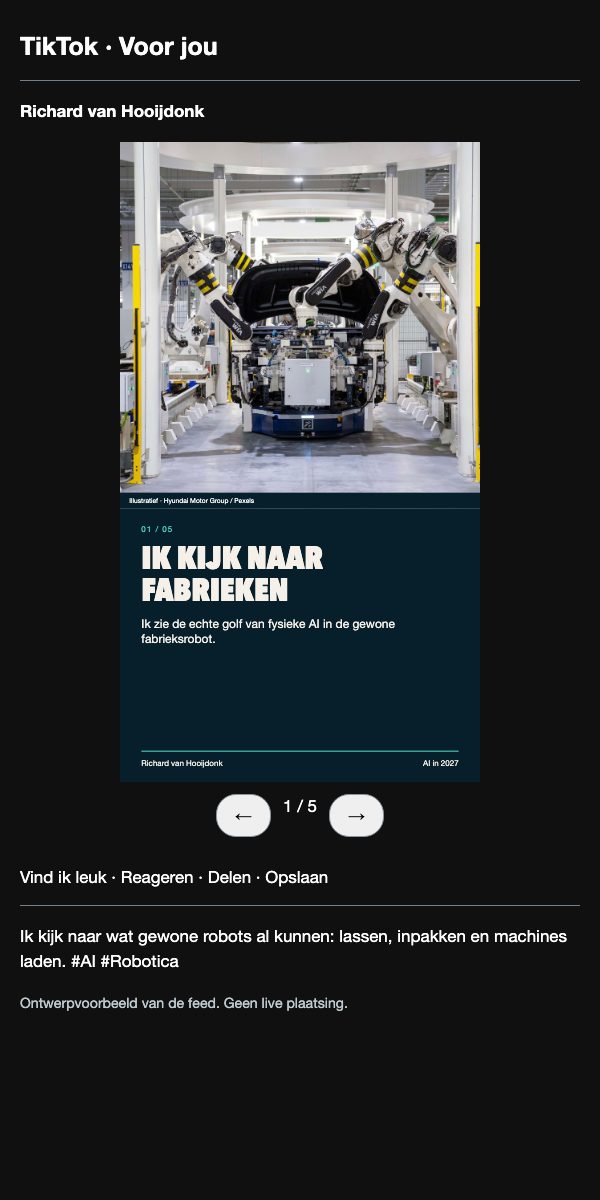 TikTok · Voor jou
Richard van Hooijdonk
Illustratief · Hyundai Motor Group / Pexels
01 / 05
IK KIJK NAAR
FABRIEKEN
Ik zie de echte golf van fysieke AI in de gewone
fabrieksrobot.
Richard van Hooijdonk
AI in 2027
← 1 / 5 →
Vind ik leuk · Reageren · Delen · Opslaan
Ik kijk naar wat gewone robots al kunnen: lassen, inpakken en machines
laden. #AI #Robotica
Ontwerpvoorbeeld van de feed. Geen live plaatsing.